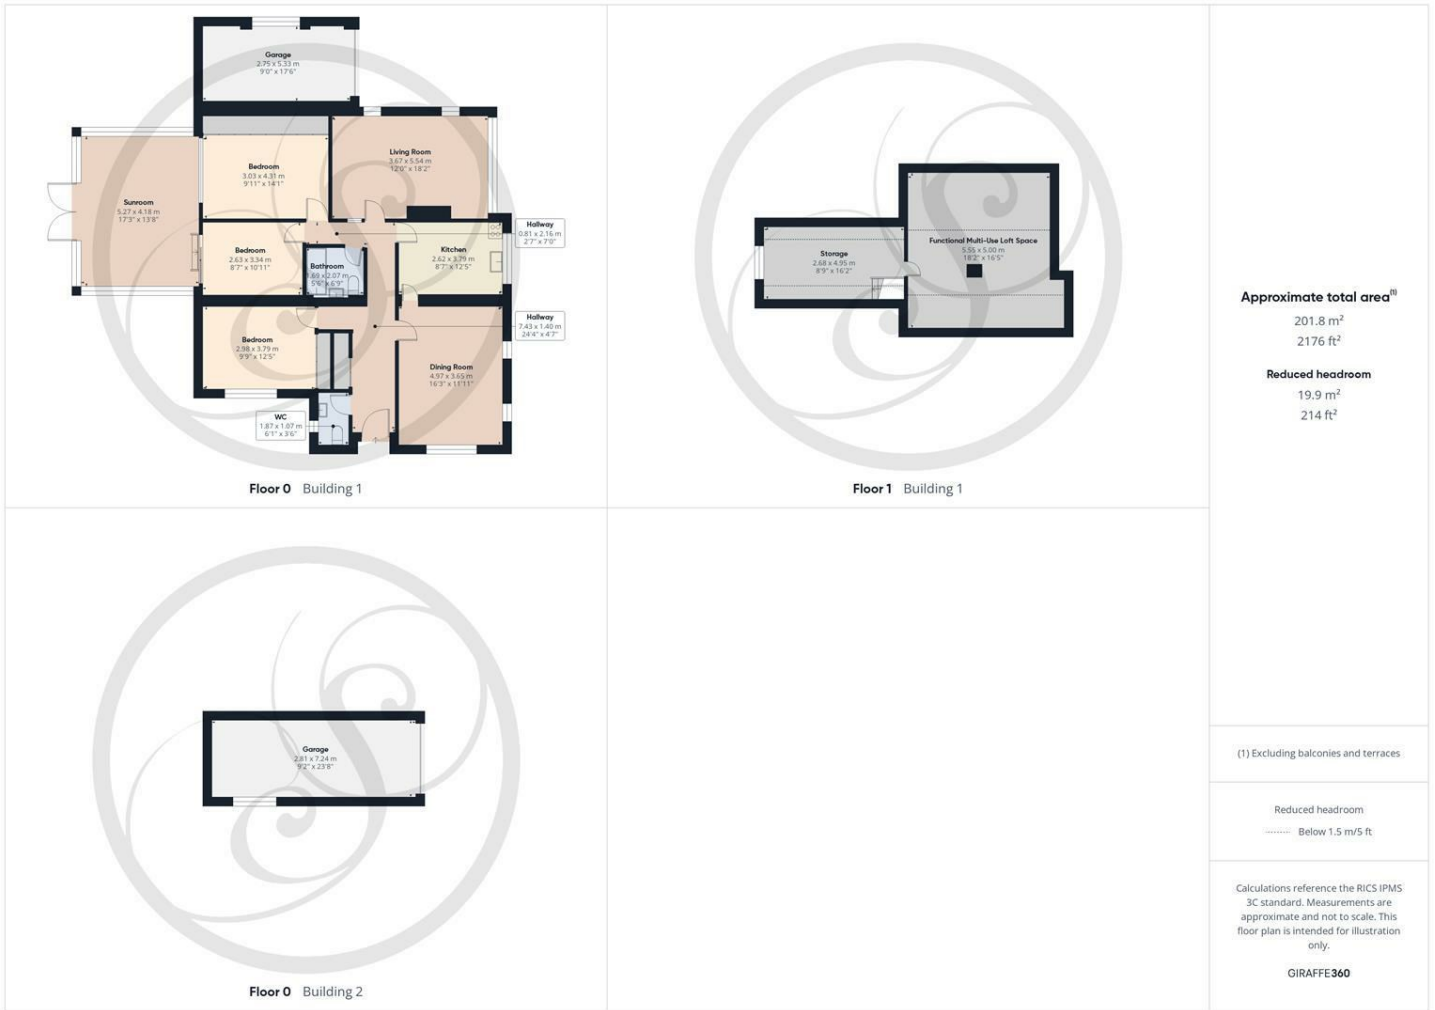 Garage
2.75 x 5.33 m
9'0" x 17'6"
Living Room
3.67 x 5.54 m
12'0" x 18'2"
Bedroom
3.03 x 4.31 m
9'11" x 14'1"
Sunroom
5.27 x 4.18 m
17'3" x 13'8"
Hallway
0.81 x 2.16 m
2'7" x 7'0"
Bedroom
2.63 x 3.34 m
8'7" x 10'11"
Kitchen
2.62 x 3.79 m
8'7" x 12'5"
Bathroom
1.69 x 2.07 m
5'6" x 6'9"
Hallway
7.43 x 1.40 m
24'4" x 4'7"
Bedroom
2.98 x 3.79 m
9'9" x 12'5"
Dining Room
4.97 x 3.65 m
16'3" x 11'11"
WC
1.87 x 1.07 m
6'1" x 3'6"
Floor 0 Building 1
Functional Multi-Use Loft Space
5.55 x 5.00 m
18'2" x 16'5"
Storage
2.68 x 4.95 m
8'9" x 16'2"
Floor 1 Building 1
Garage
2.81 x 7.24 m
9'2" x 23'8"
Floor 0 Building 2
Approximate total area(1)
201.8 m²
2176 ft²
Reduced headroom
19.9 m²
214 ft²
(1) Excluding balconies and terraces
Reduced headroom
Below 1.5 m/5 ft
Calculations reference the RICS IPMS
3C standard. Measurements are
approximate and not to scale. This
floor plan is intended for illustration
only.
GIRAFFE360